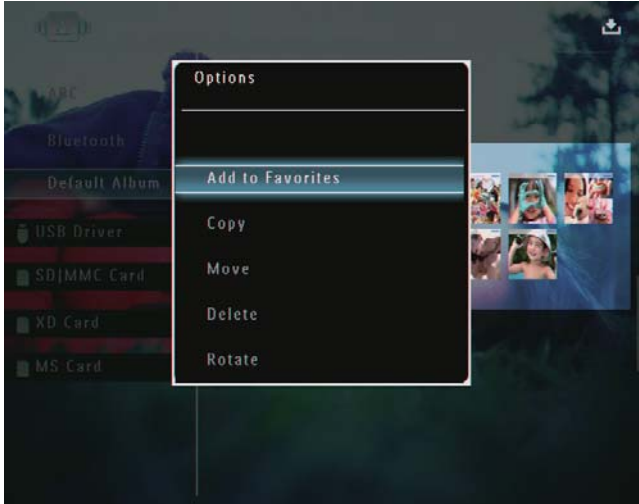 ABC
Bluetooth
Default Album
USB Driver
SD|MMC Card
XD Card
MS Card
Options
Add to Favorites
Copy
Move
Delete
Rotate